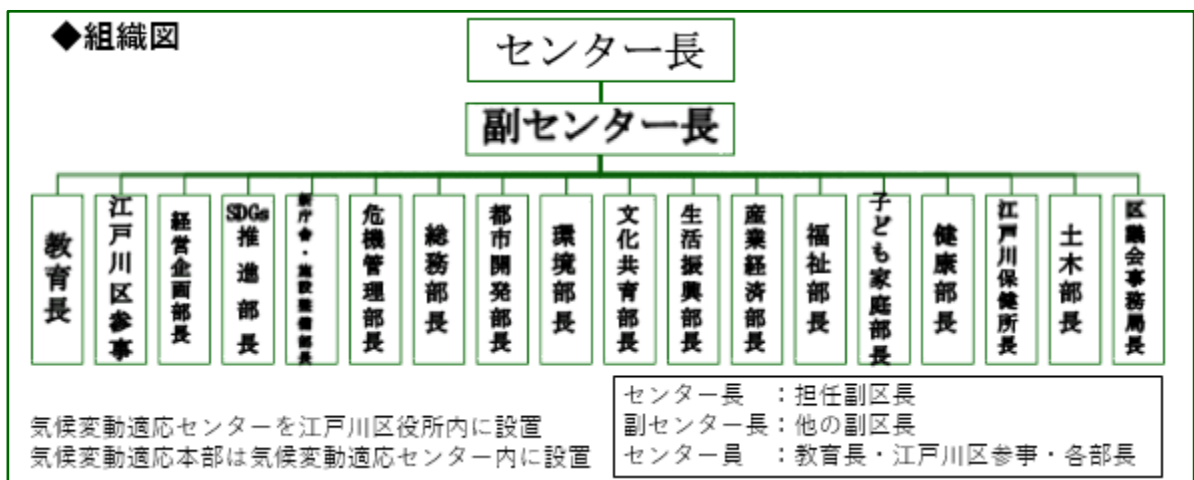 ◆組織図
センター長
副センター長
教育長
江戸川区参事
経営企画部長
SDGs推進部長
新庁舎・施設整備部長
危機管理部長
総務部長
都市開発部長
環境部長
文化共育部長
生活振興部長
産業経済部長
福祉部長
子ども家庭部長
健康部長
江戸川保健所長
土木部長
区議会事務局長
気候変動適応センターを江戸川区役所内に設置
気候変動適応本部は気候変動適応センター内に設置
センター長　：担任副区長
副センター長：他の副区長
センター員　：教育長・江戸川区参事・各部長